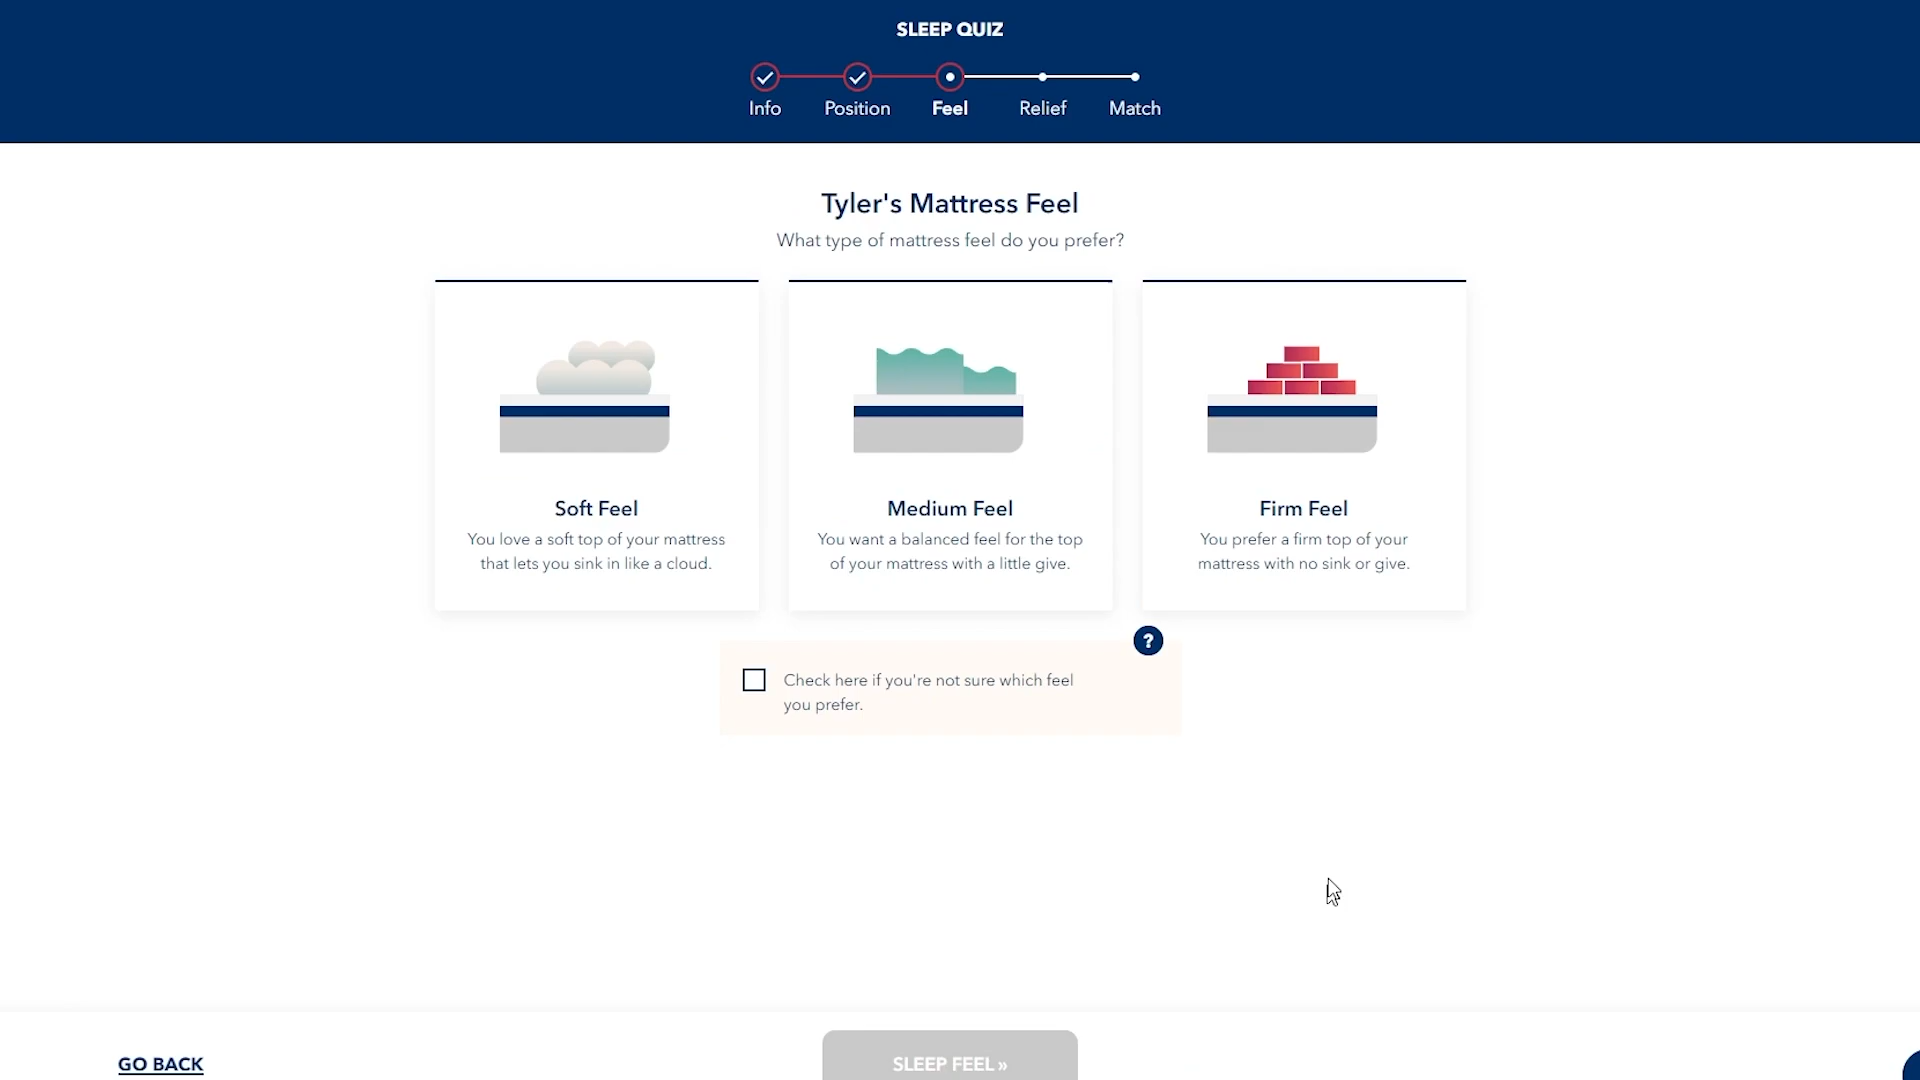 SLEEP QUIZ
Info
Position
Feel
Relief
Match
Tyler's Mattress Feel
What type of mattress feel do you prefer?
Soft Feel
You love a soft top of your mattress
that lets you sink in like a cloud.
Medium Feel
You want a balanced feel for the top
of your mattress with a little give.
Firm Feel
You prefer a firm top of your
mattress with no sink or give.
?
Check here if you're not sure which feel
you prefer.
GO BACK
SLEEP FEEL »